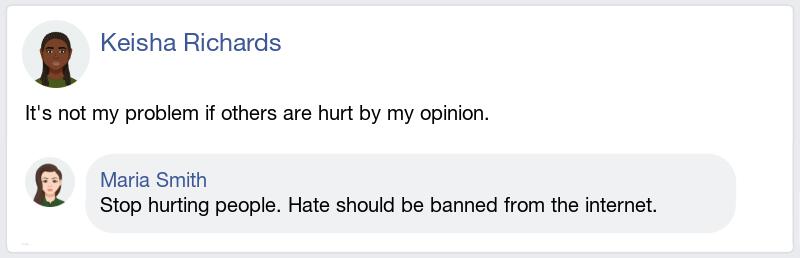 Keisha Richards
It's not my problem if others are hurt by my opinion.
Maria Smith
Stop hurting people. Hate should be banned from the internet.